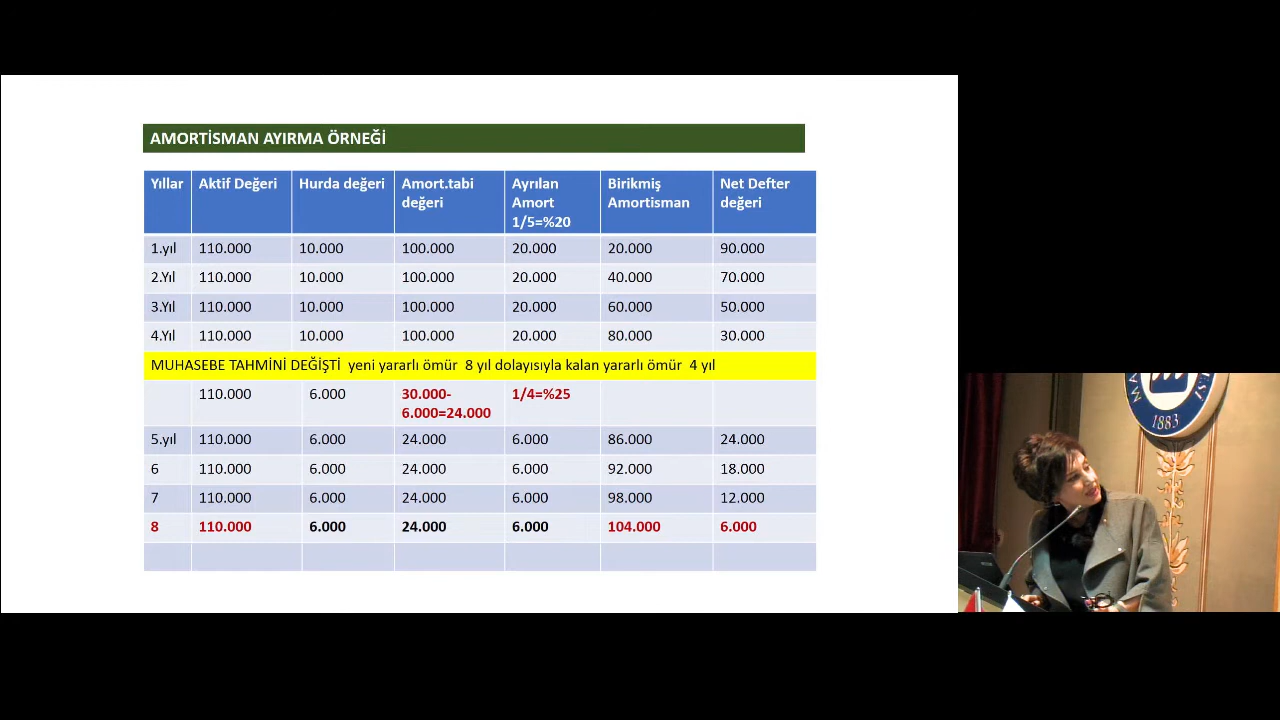 AMORTİSMAN AYIRMA ÖRNEĞİ
Yıllar Aktif Değeri Hurda değeri Amort.tabi değeri Ayrılan Amort 1/5=%20 Birikmiş Amortisman Net Defter değeri
1.yıl 110.000 10.000 100.000 20.000 20.000 90.000
2.Yıl 110.000 10.000 100.000 20.000 40.000 70.000
3.Yıl 110.000 10.000 100.000 20.000 60.000 50.000
4.Yıl 110.000 10.000 100.000 20.000 80.000 30.000
MUHASEBE TAHMİNİ DEĞİŞTİ yeni yararlı ömür 8 yıl dolayısıyla kalan yararlı ömür 4 yıl
110.000 6.000 30.000-6.000=24.000 1/4=%25
5.yıl 110.000 6.000 24.000 6.000 86.000 24.000
6 110.000 6.000 24.000 6.000 92.000 18.000
7 110.000 6.000 24.000 6.000 98.000 12.000
8 110.000 6.000 24.000 6.000 104.000 6.000
1883